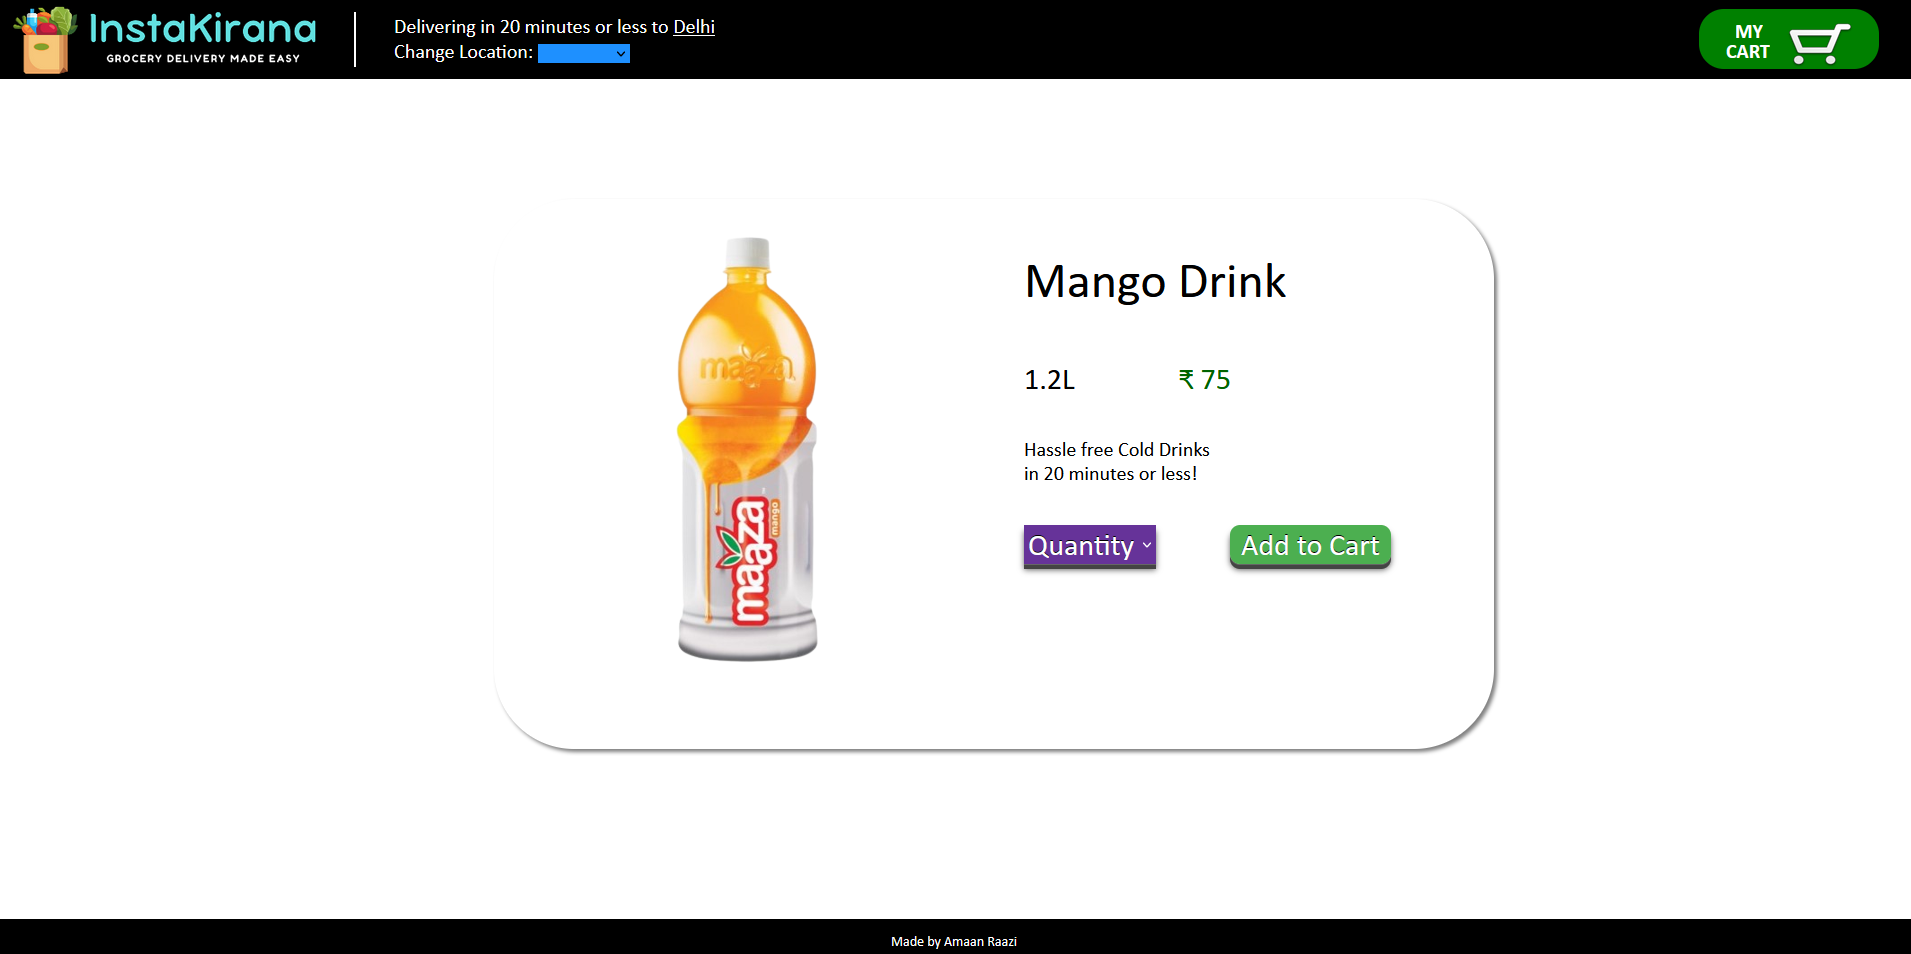 InstaKirana
GROCERY DELIVERY MADE EASY
Delivering in 20 minutes or less to Delhi
Change Location:
MY
CART
maaza
maaza
mango
Mango Drink
1.2L
₹ 75
Hassle free Cold Drinks
in 20 minutes or less!
Quantity
Add to Cart
Made by Amaan Raazi